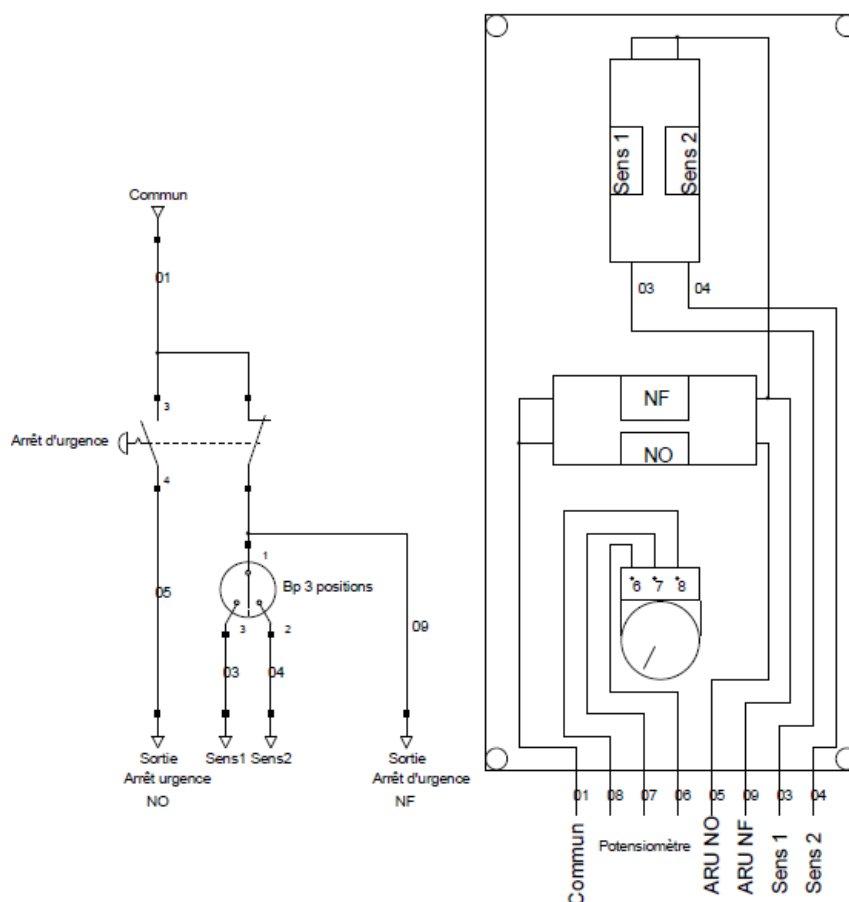 Commun
01
3
Arrêt d'urgence
4
05
1
Bp 3 positions
3
2
03
04
09
Sortie
Arrêt urgence
NO
Sens1
Sens2
Sortie
Arrêt d'urgence
NF
Sens 1
Sens 2
03
04
NF
NO
6
7
8
01
08
07
06
05
09
03
04
Commun
Potensiomètre
ARU NO
ARU NF
Sens 1
Sens 2